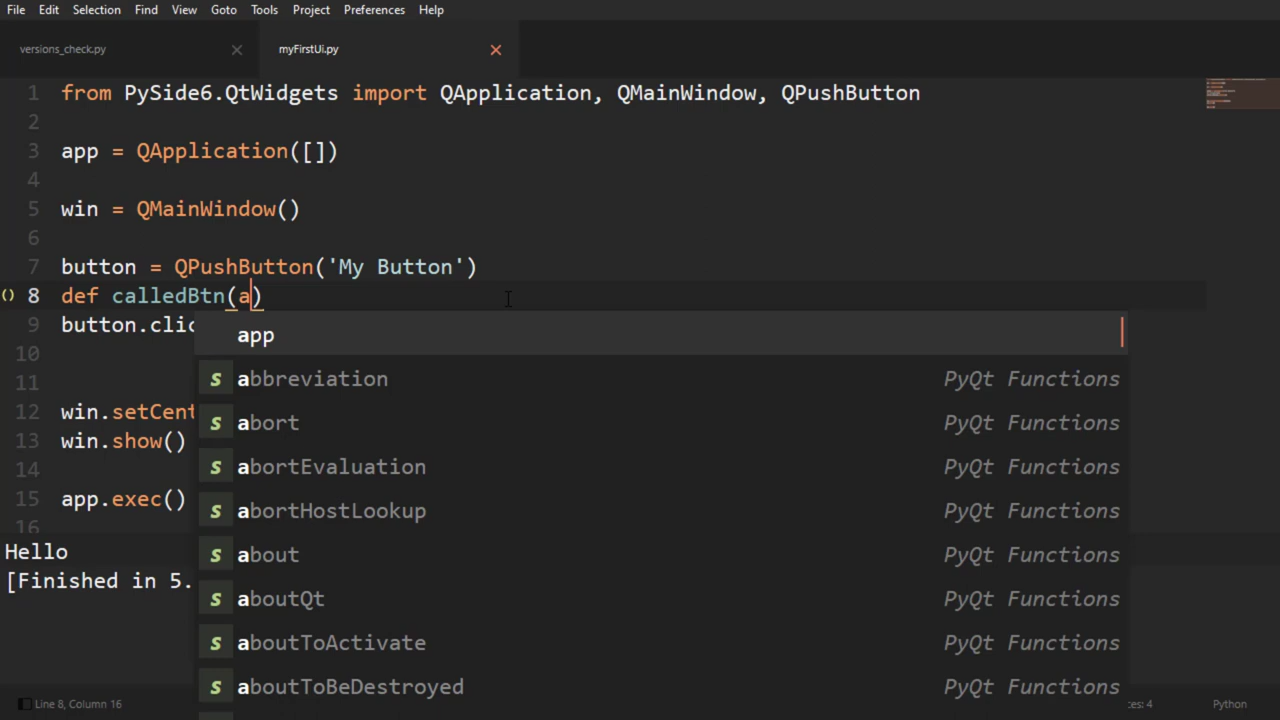 File Edit Selection Find View Goto Tools Project Preferences Help
versions_check.py
myFirstUi.py
1 from PySide6.QtWidgets import QApplication, QMainWindow, QPushButton
2
3 app = QApplication([])
4
5 win = QMainWindow()
6
7 button = QPushButton('My Button')
() 8 def calledBtn(a)
9 button.clic
10
11
12 win.setCent
13 win.show()
14
15 app.exec()
16
app
s abbreviation PyQt Functions
s abort PyQt Functions
s abortEvaluation PyQt Functions
s abortHostLookup PyQt Functions
s about PyQt Functions
s aboutQt PyQt Functions
s aboutToActivate PyQt Functions
s aboutToBeDestroyed PyQt Functions
Hello
[Finished in 5.
Line 8, Column 16
ces: 4
Python